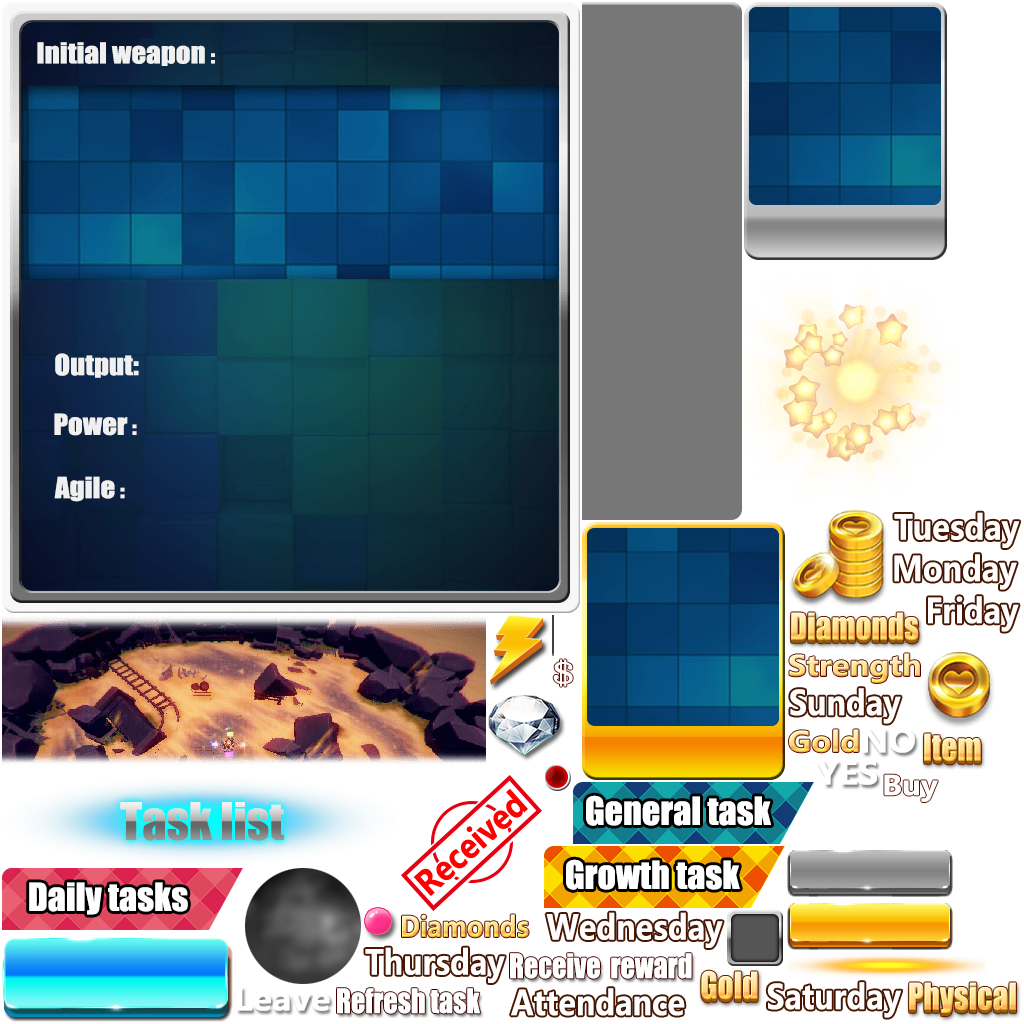 Initial weapon :
Output:
Power :
Agile :
Tuesday
Monday
Friday
Diamonds
Strength
$
Sunday
Gold
NO
Item
YES
Buy
Task list
Received
General task
Growth task
Daily tasks
Diamonds
Wednesday
Thursday
Receive reward
Gold
Leave
Refresh task
Attendance
Saturday
Physical